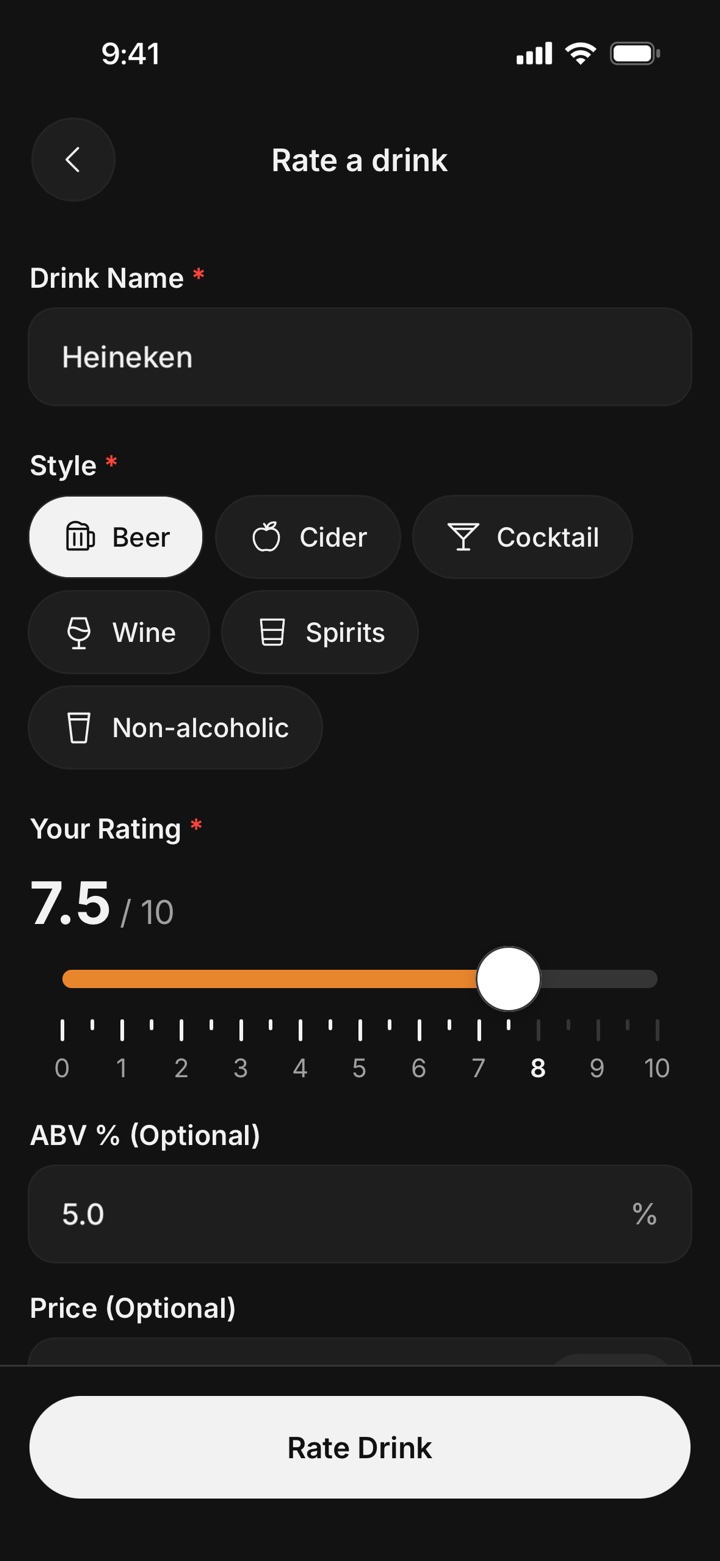 9:41
Rate a drink
Drink Name *
Heineken
Style *
Beer Cider Cocktail
Wine Spirits
Non-alcoholic
Your Rating *
7.5 / 10
0 1 2 3 4 5 6 7 8 9 10
ABV % (Optional)
5.0 %
Price (Optional)
Rate Drink